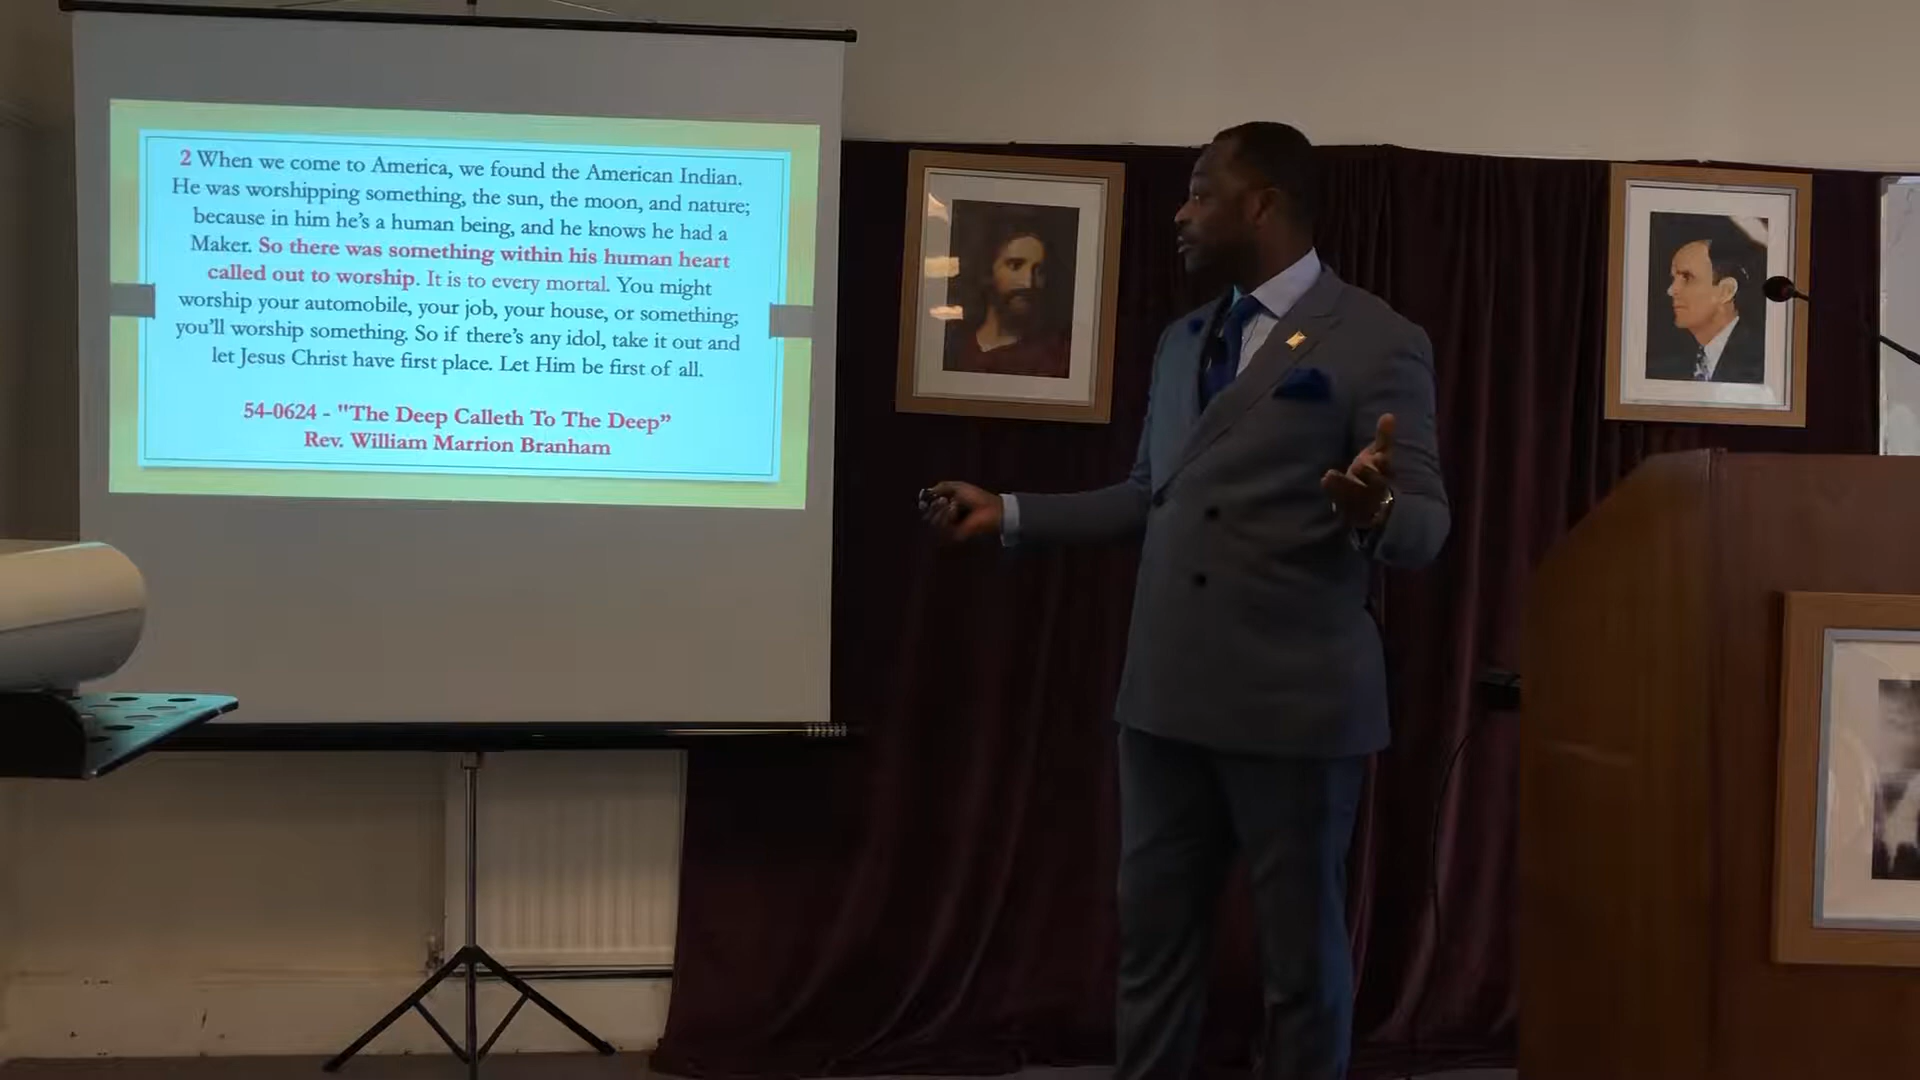 2 When we come to America, we found the American Indian.
He was worshipping something, the sun, the moon, and nature;
because in him he's a human being, and he knows he had a
Maker. So there was something within his human heart
called out to worship. It is to every mortal. You might
worship your automobile, your job, your house, or something;
you'll worship something. So if there's any idol, take it out and
let Jesus Christ have first place. Let Him be first of all.
54-0624 - "The Deep Calleth To The Deep”
Rev. William Marrion Branham